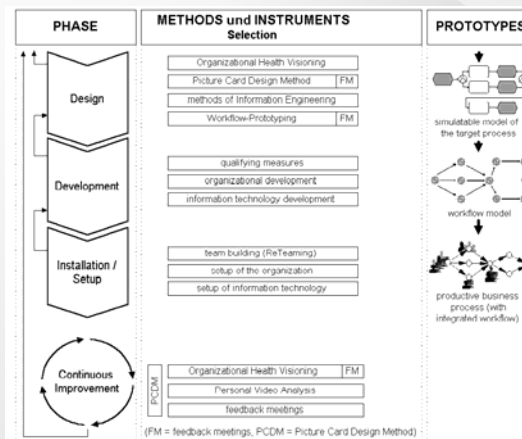 PHASE
METHODS und INSTRUMENTS
Selection
PROTOTYPES
Design
Organizational Health Visioning
Picture Card Design Method FM
methods of Information Engineering
Workflow-Prototyping FM
simulatable model of
the target process
Development
qualifying measures
organizational development
information technology development
workflow model
Installation /
Setup
team building (ReTeaming)
setup of the organization
setup of information technology
productive business
process (with
integrated workflow)
Continuous
Improvement
PCDM
Organizational Health Visioning FM
Personal Video Analysis
feedback meetings
(FM = feedback meetings, PCDM = Picture Card Design Method)